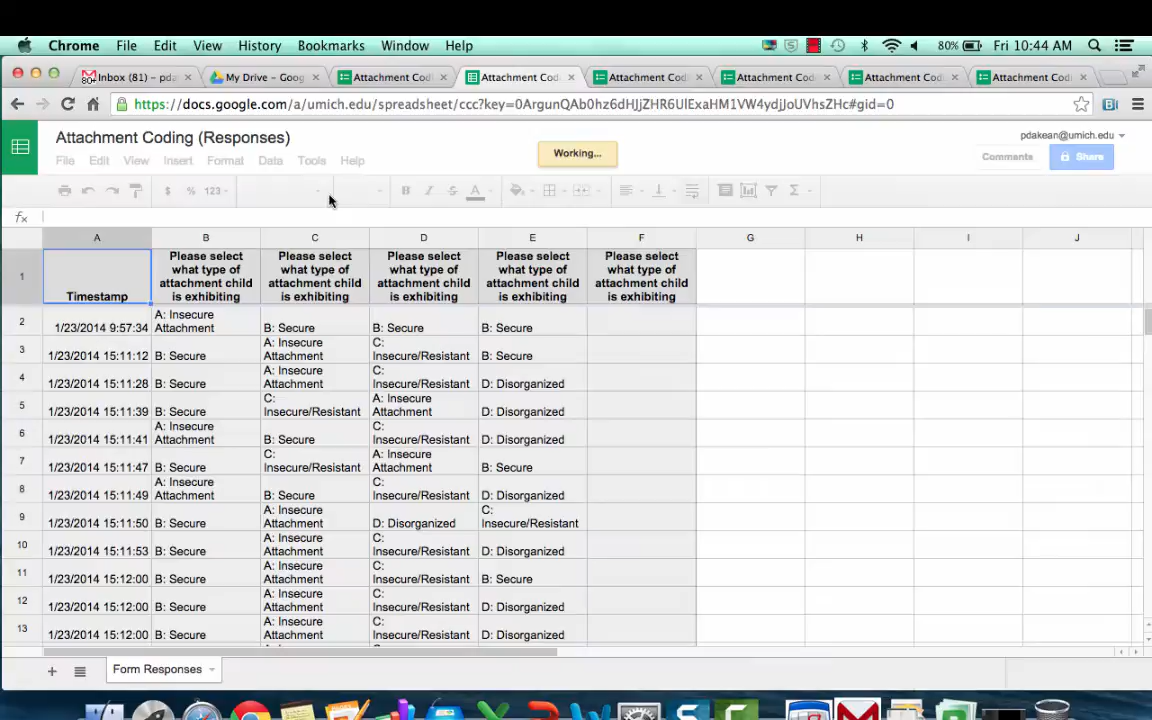 Chrome File Edit View History Bookmarks Window Help 80% Fri 10:44 AM
Inbox (81) – pda My Drive – Goog Attachment Codi Attachment Cod Attachment Cod Attachment Cod Attachment Cod Attachment Cod
https://docs.google.com/a/umich.edu/spreadsheet/ccc?key=0ArgunQAb0hz6dHJjZHR6UlExaHM1VW4ydjJoUVhsZHc#gid=0
Attachment Coding (Responses) Working... pdakean@umich.edu
File Edit View Insert Format Data Tools Help Comments Share
$ % 123 B I S A Σ
fx
A B C D E F G H I J
1 Timestamp
Please select
what type of
attachment child
is exhibiting
Please select
what type of
attachment child
is exhibiting
Please select
what type of
attachment child
is exhibiting
Please select
what type of
attachment child
is exhibiting
Please select
what type of
attachment child
is exhibiting
2 1/23/2014 9:57:34
A: Insecure
Attachment
B: Secure
B: Secure
B: Secure
3 1/23/2014 15:11:12
B: Secure
A: Insecure
Attachment
C:
Insecure/Resistant
B: Secure
4 1/23/2014 15:11:28
B: Secure
A: Insecure
Attachment
C:
Insecure/Resistant
D: Disorganized
5 1/23/2014 15:11:39
B: Secure
C:
Insecure/Resistant
A: Insecure
Attachment
D: Disorganized
6 1/23/2014 15:11:41
A: Insecure
Attachment
B: Secure
C:
Insecure/Resistant
D: Disorganized
7 1/23/2014 15:11:47
B: Secure
C:
Insecure/Resistant
A: Insecure
Attachment
B: Secure
8 1/23/2014 15:11:49
A: Insecure
Attachment
B: Secure
C:
Insecure/Resistant
D: Disorganized
9 1/23/2014 15:11:50
B: Secure
A: Insecure
Attachment
D: Disorganized
C:
Insecure/Resistant
10 1/23/2014 15:11:53
B: Secure
A: Insecure
Attachment
C:
Insecure/Resistant
D: Disorganized
11 1/23/2014 15:12:00
B: Secure
A: Insecure
Attachment
C:
Insecure/Resistant
B: Secure
12 1/23/2014 15:12:00
B: Secure
A: Insecure
Attachment
C:
Insecure/Resistant
D: Disorganized
13 1/23/2014 15:12:00
B: Secure
A: Insecure
Attachment
C:
Insecure/Resistant
D: Disorganized
Form Responses